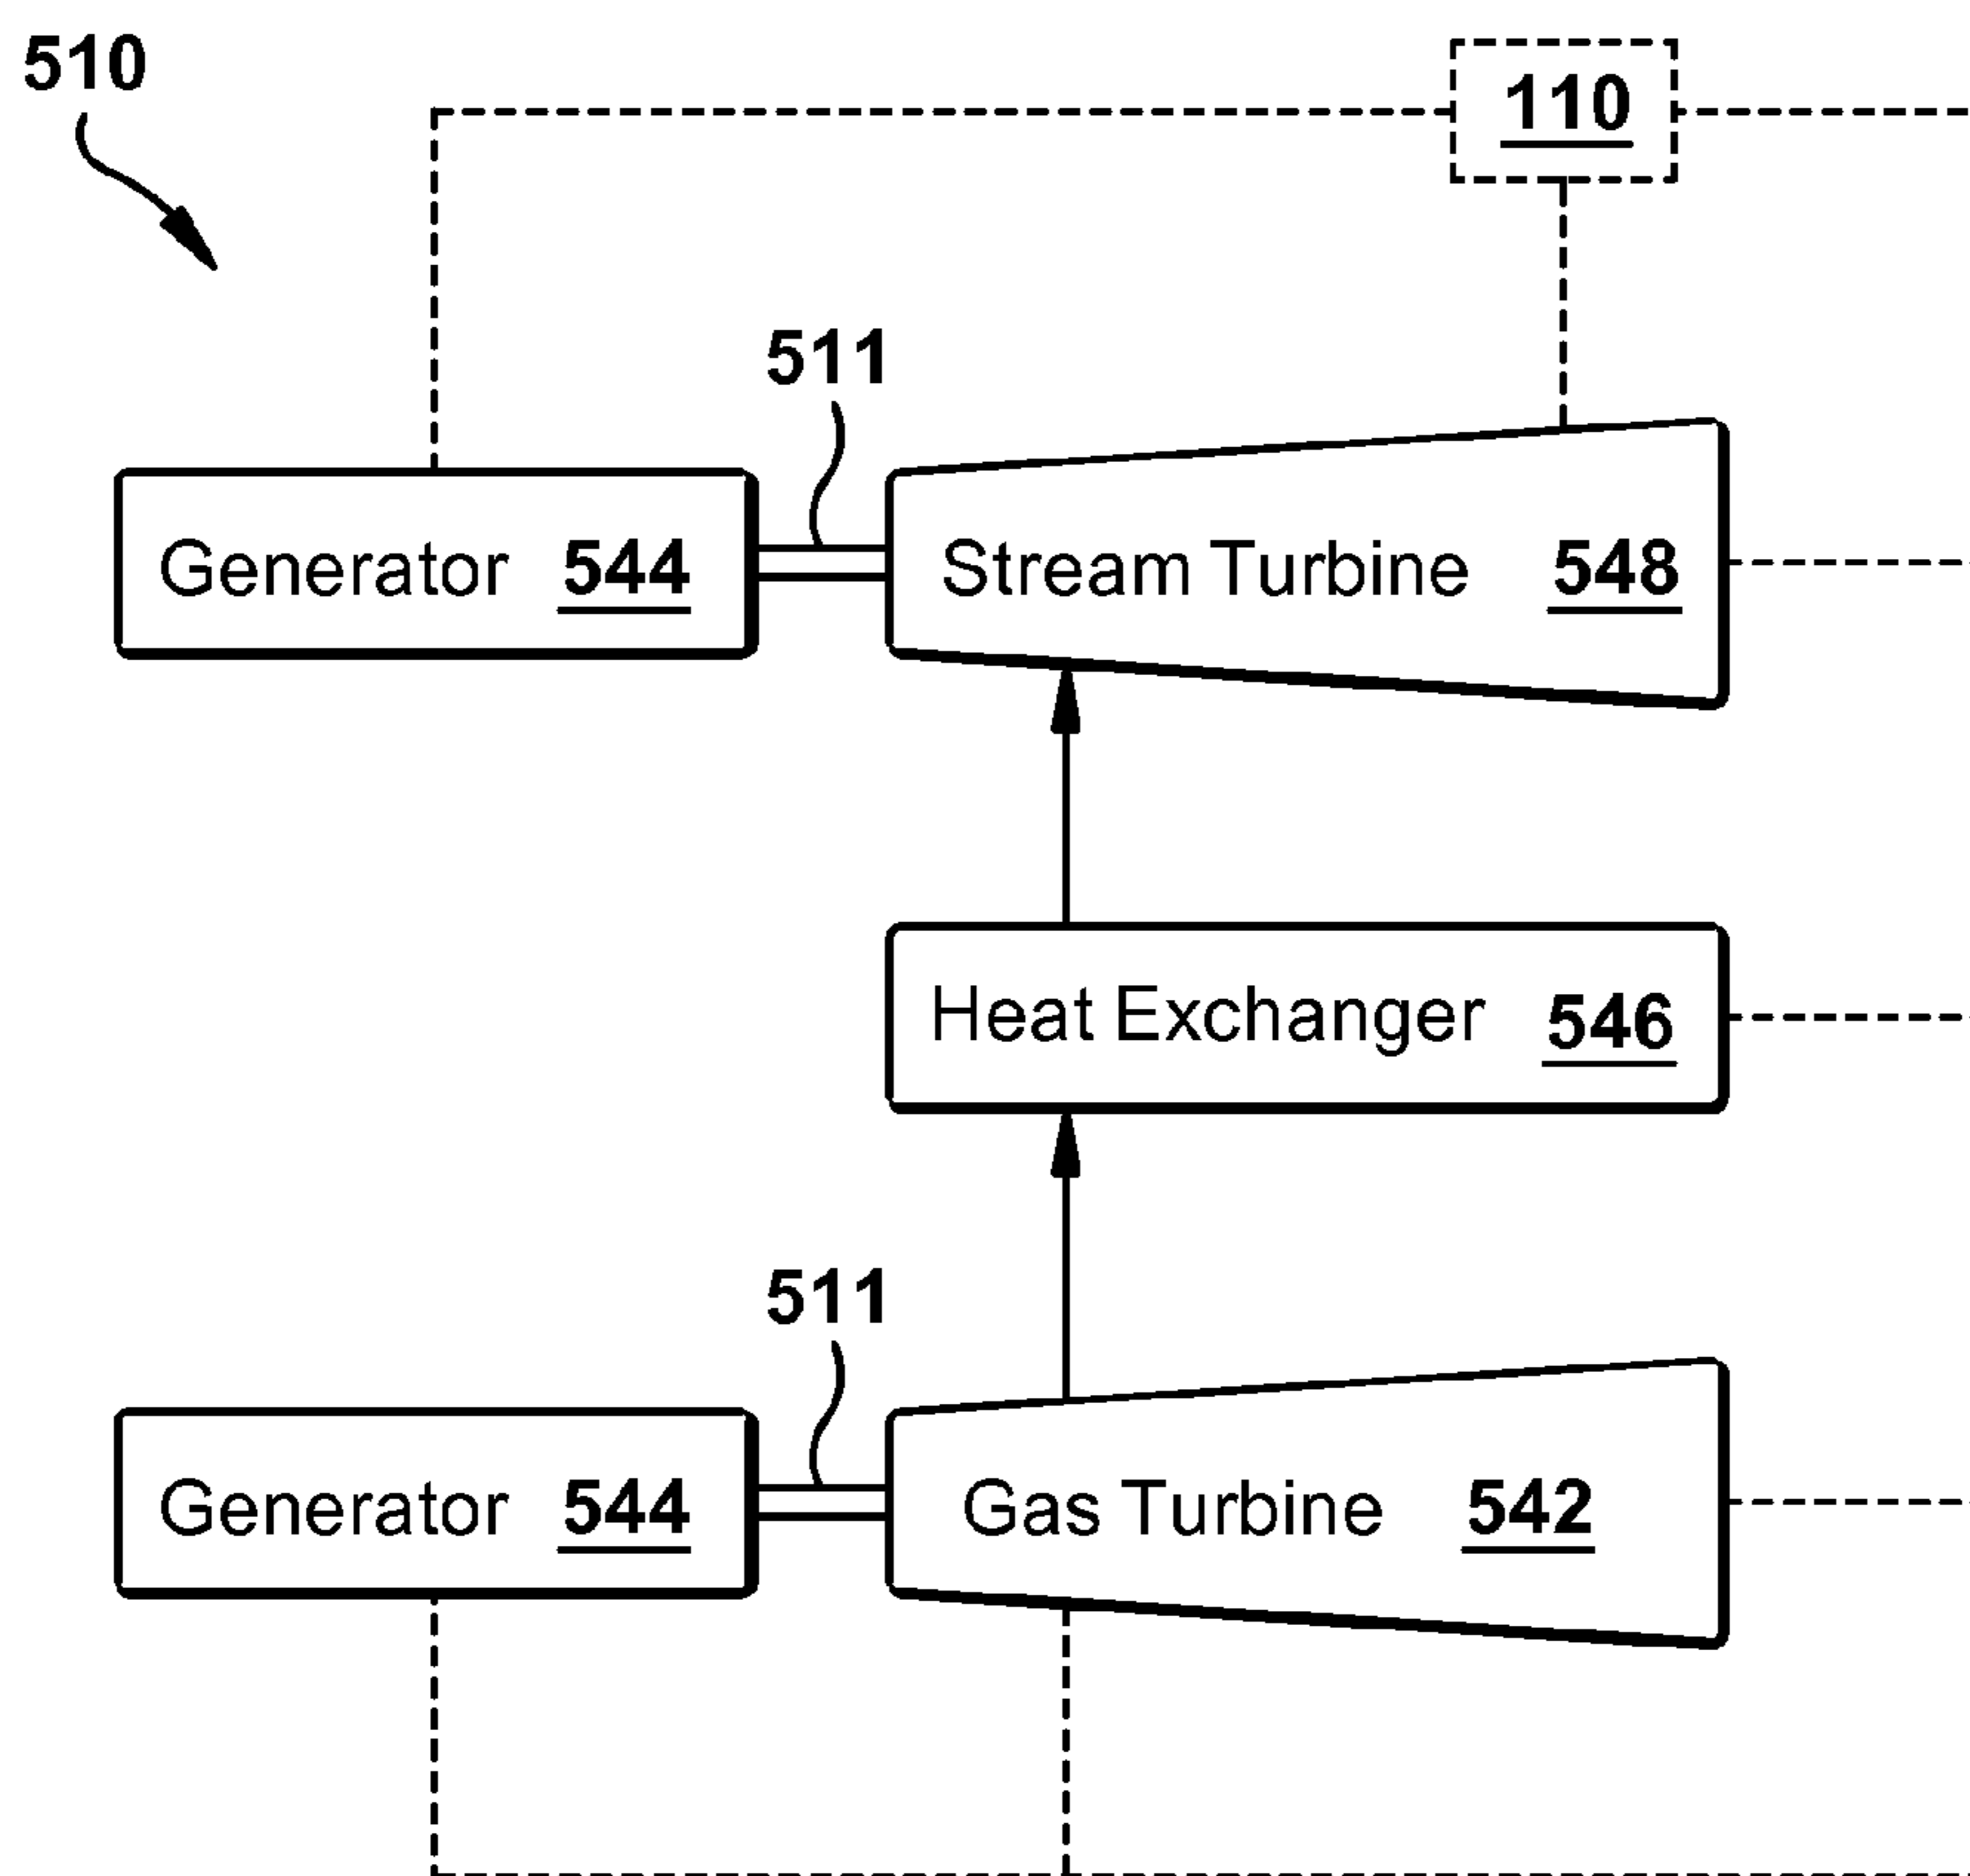 510
110
511
Generator 544
Stream Turbine 548
Heat Exchanger 546
511
Generator 544
Gas Turbine 542